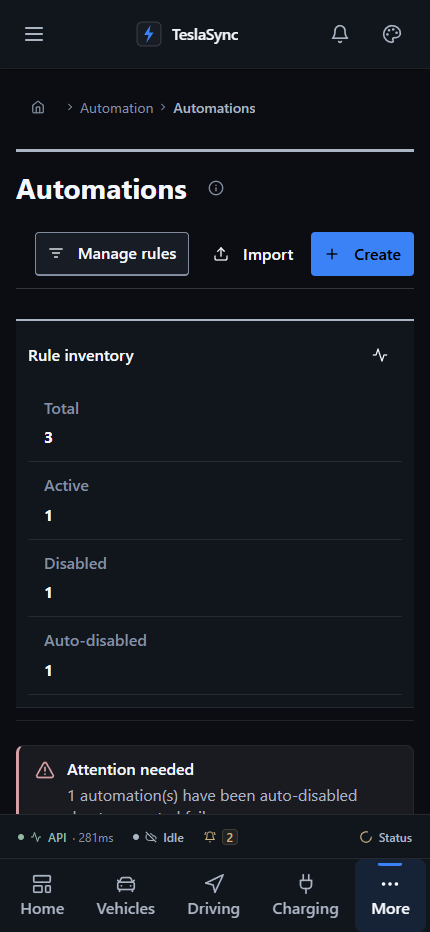 TeslaSync
Automation
Automations
Automations
Manage rules
Import
Create
Rule inventory
Total
3
Active
1
Disabled
1
Auto-disabled
1
Attention needed
1 automation(s) have been auto-disabled
API · 281ms
Idle
2
Status
Home
Vehicles
Driving
Charging
More